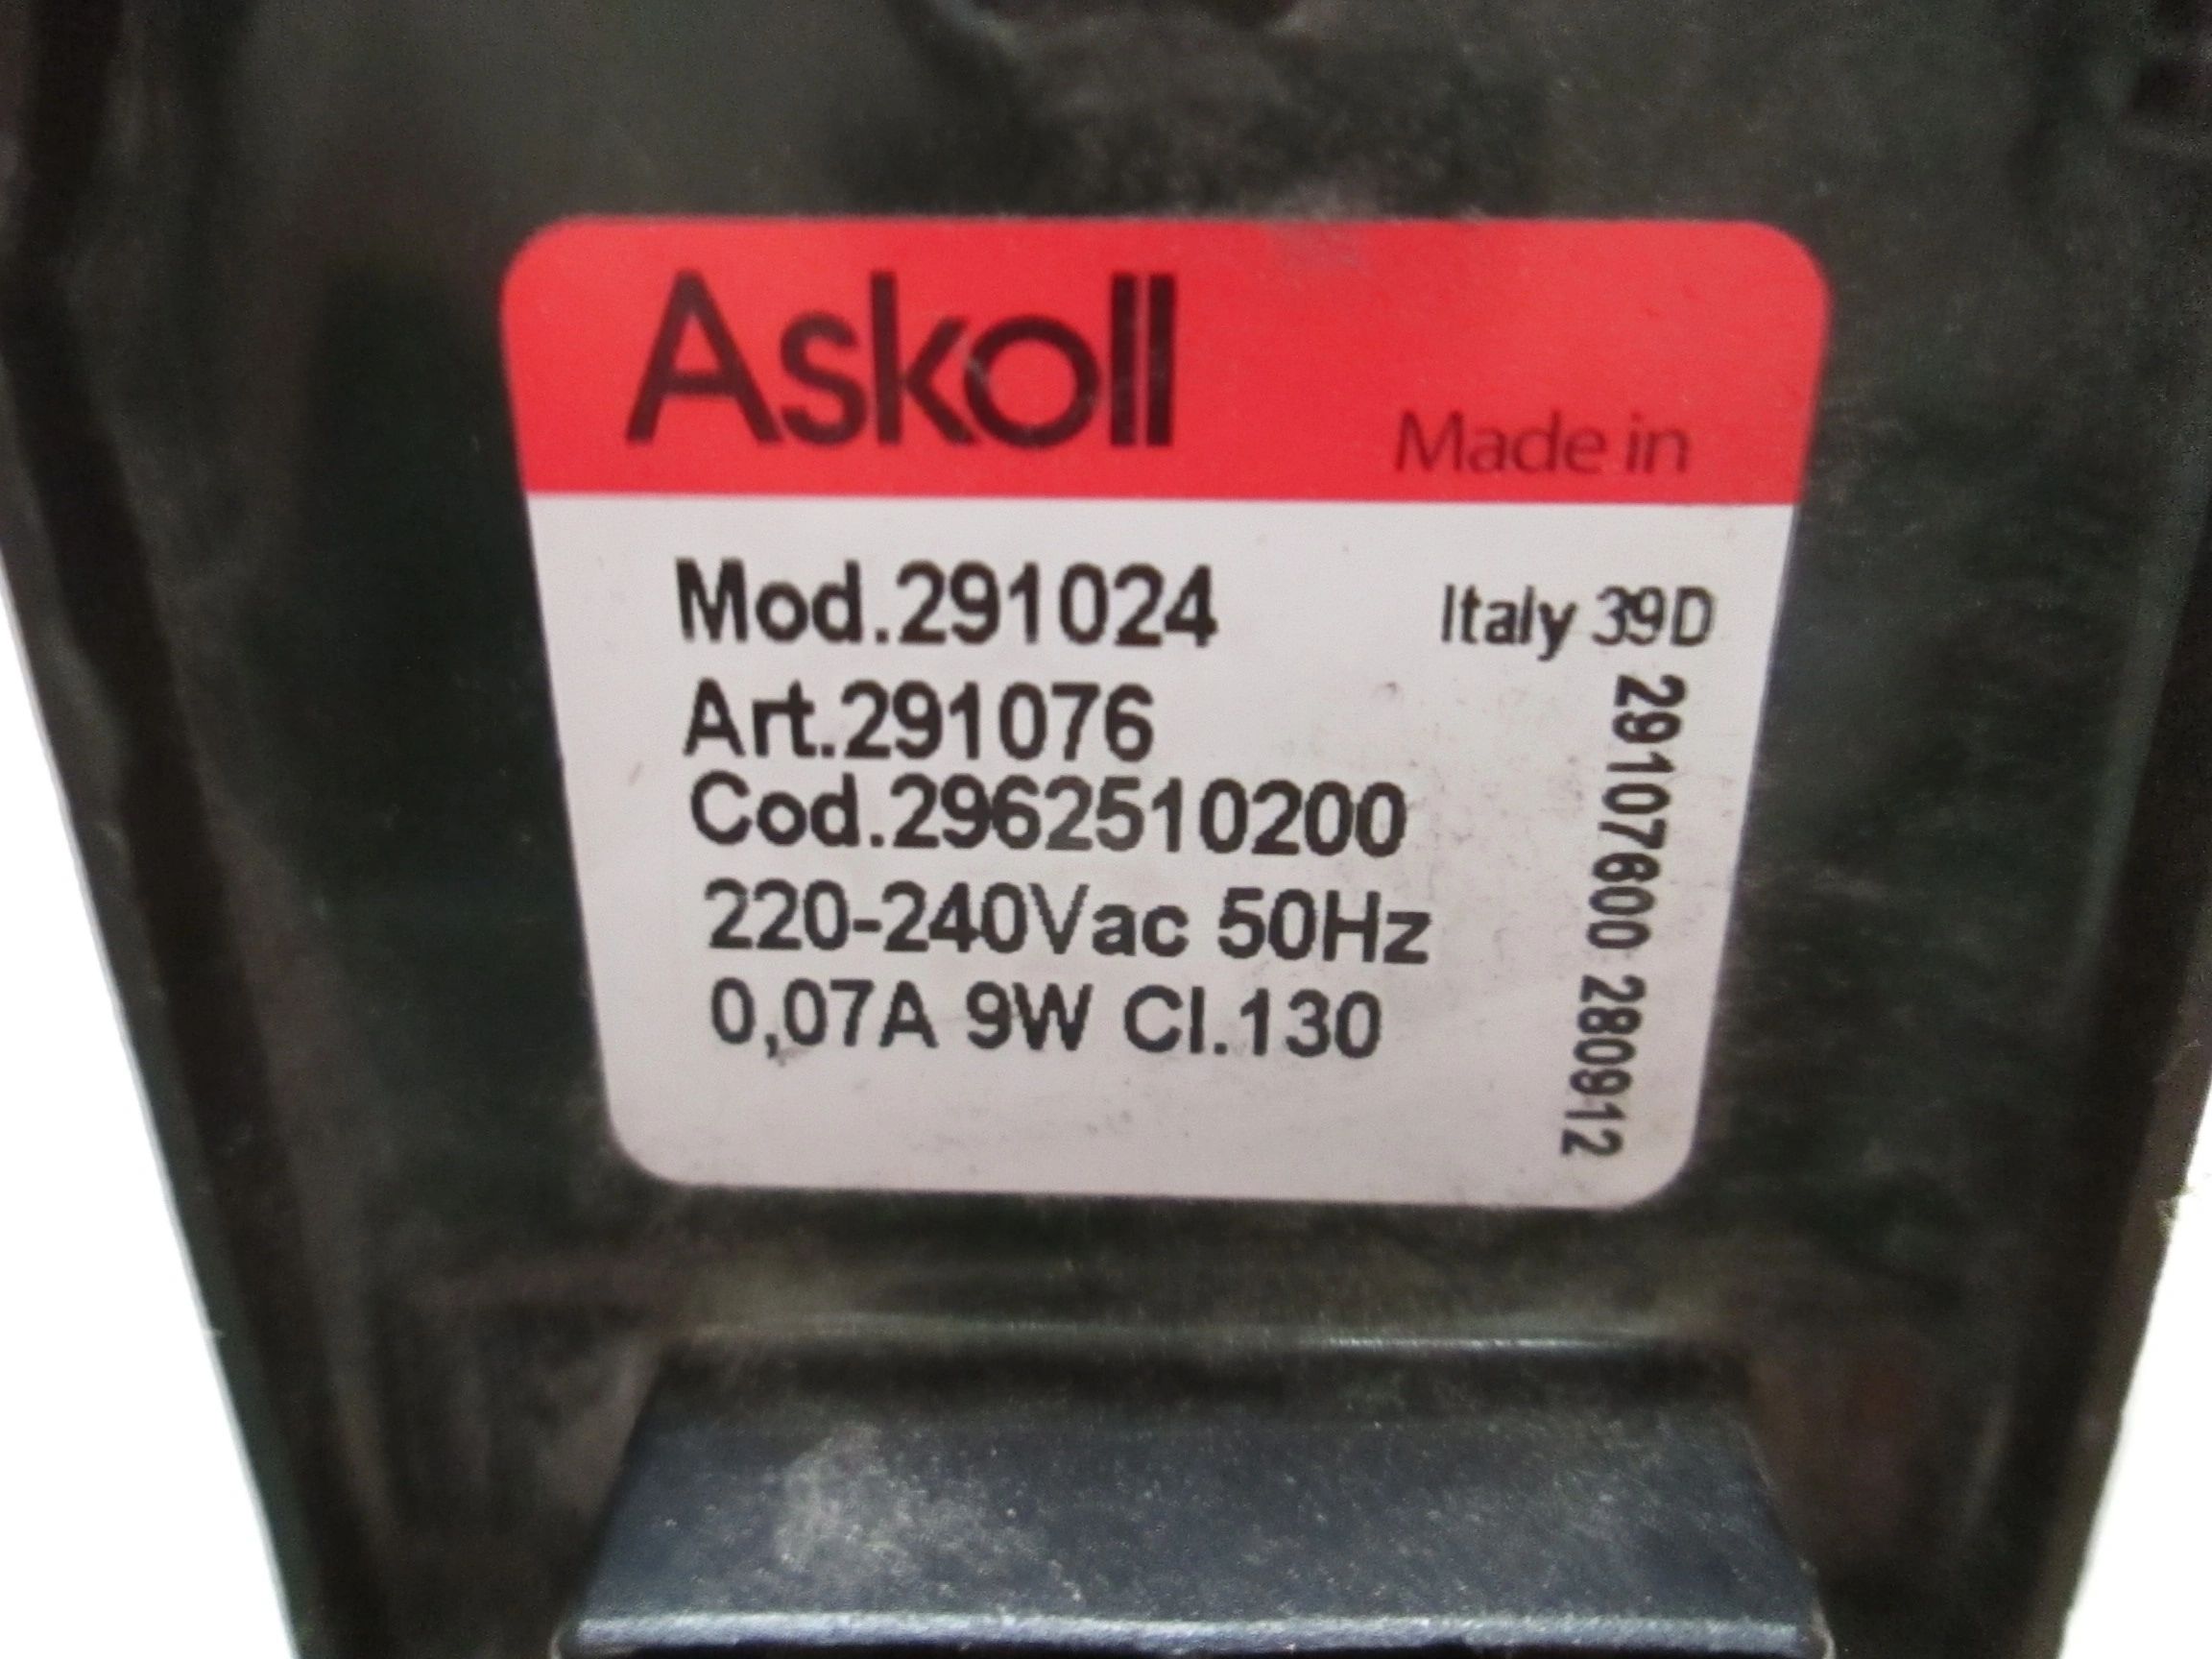 Askoll
Made in
Mod.291024
Italy 39D
Art.291076
Cod.2962510200
220-240Vac 50Hz
0,07A 9W Cl.130
29107600 280912